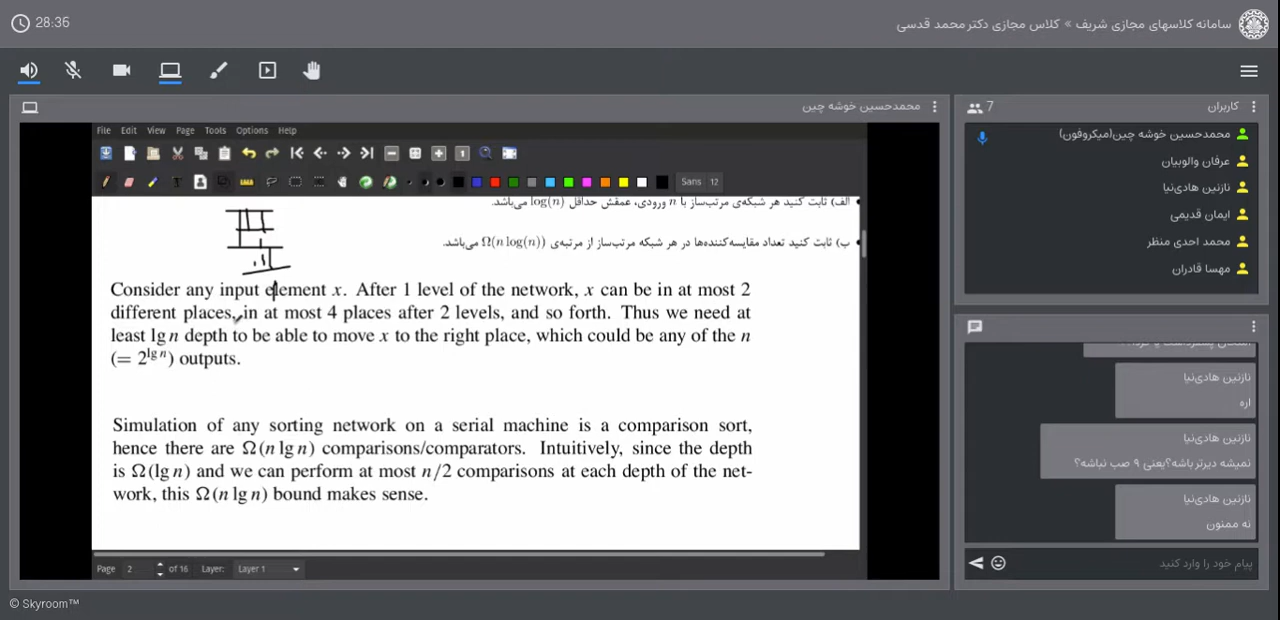 28:36
سامانه کلاسهای مجازی شریف » کلاس مجازی دکتر محمد قدسی
محمدحسین خوشه چین
File Edit View Page Tools Options Help
Sans 12
الف) ثابت کنید هر شبکه‌ی مرتب‌ساز با n ورودی، عمقش حداقل log(n) می‌باشد.
ب) ثابت کنید تعداد مقایسه‌کننده‌ها در هر شبکه مرتب‌ساز از مرتبه‌ی Ω(n log(n)) می‌باشد.
Consider any input element x. After 1 level of the network, x can be in at most 2
different places, in at most 4 places after 2 levels, and so forth. Thus we need at
least lg n depth to be able to move x to the right place, which could be any of the n
(= 2^{lg n}) outputs.
Simulation of any sorting network on a serial machine is a comparison sort,
hence there are Ω(n lg n) comparisons/comparators. Intuitively, since the depth
is Ω(lg n) and we can perform at most n/2 comparisons at each depth of the net-
work, this Ω(n lg n) bound makes sense.
Page 2 of 16 Layer: Layer 1
کاربران 7
محمدحسین خوشه چین(میکروفون)
عرفان والوبیان
نازنین هادی‌نیا
ایمان قدیمی
محمد احدی منظر
مهسا قادران
نازنین هادی‌نیا
اره
نازنین هادی‌نیا
نمیشه دیرتر باشه؟یعنی ۹ صب نباشه؟
نازنین هادی‌نیا
نه ممنون
پیام خود را وارد کنید
© Skyroom™